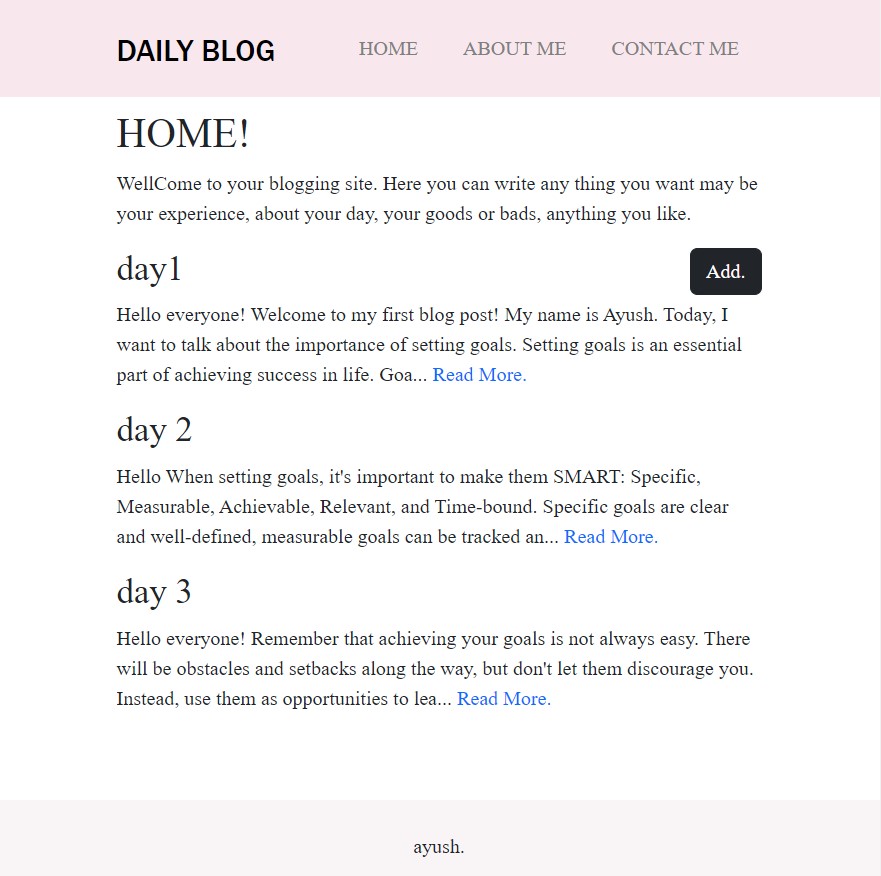 DAILY BLOG HOME ABOUT ME CONTACT ME
HOME!
WellCome to your blogging site. Here you can write any thing you want may be
your experience, about your day, your goods or bads, anything you like.
day1
Add.
Hello everyone! Welcome to my first blog post! My name is Ayush. Today, I
want to talk about the importance of setting goals. Setting goals is an essential
part of achieving success in life. Goa... Read More.
day 2
Hello When setting goals, it's important to make them SMART: Specific,
Measurable, Achievable, Relevant, and Time-bound. Specific goals are clear
and well-defined, measurable goals can be tracked an... Read More.
day 3
Hello everyone! Remember that achieving your goals is not always easy. There
will be obstacles and setbacks along the way, but don't let them discourage you.
Instead, use them as opportunities to lea... Read More.
ayush.